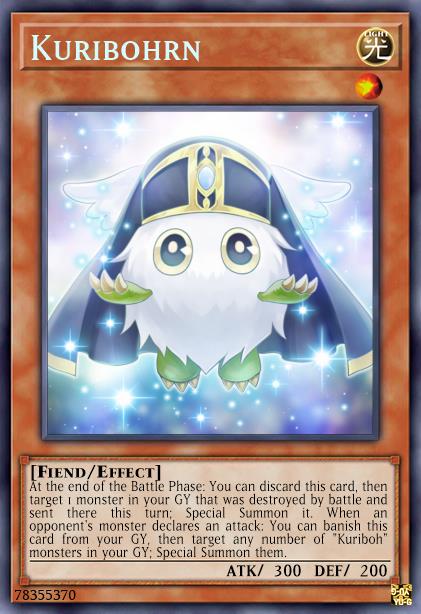 KURIBOHRN
LIGHT
光
[FIEND/EFFECT]
At the end of the Battle Phase: You can discard this card, then
target 1 monster in your GY that was destroyed by battle and
sent there this turn; Special Summon it. When an
opponent's monster declares an attack: You can banish this
card from your GY, then target any number of "Kuriboh"
monsters in your GY; Special Summon them.
ATK/ 300 DEF/ 200
78355370